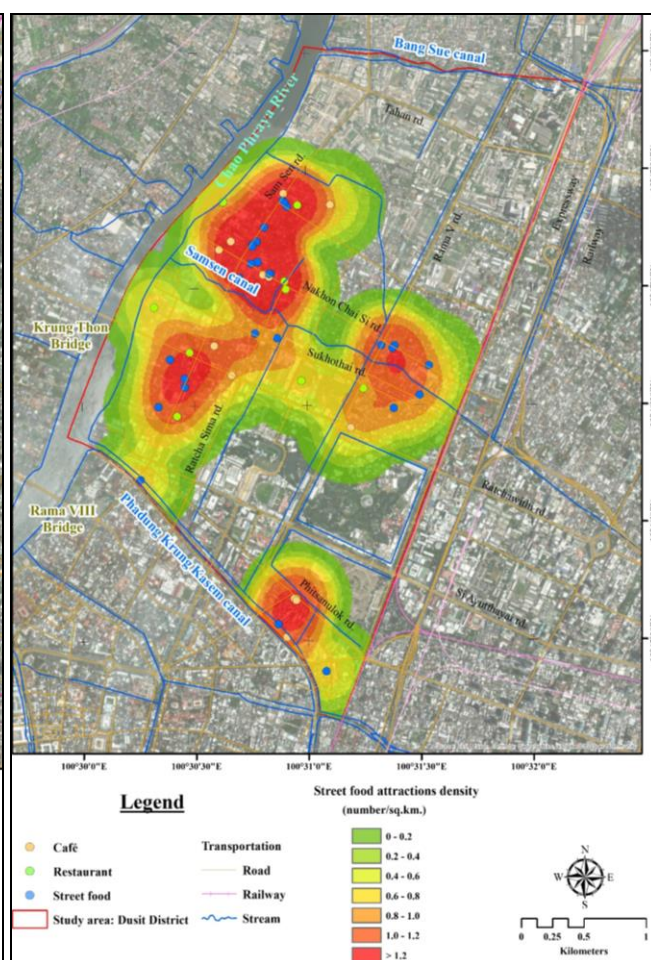 Bang Sue canal
Chao Phraya River
Tahan rd.
Sam Sen rd.
Rama V rd.
Expressway
Railway
Samsen canal
Nakhon Chai Si rd.
Krung Thon
Bridge
Sukhothai rd.
Ratcha Sima rd.
Ratchawithi rd.
Rama VIII
Bridge
Phadung Krung Kasem canal
Phitsanulok rd.
Si Ayutthayai rd.
100°30'0"E
100°30'30"E
100°31'0"E
100°31'30"E
100°32'0"E
Legend
Café
Restaurant
Street food
Study area: Dusit District
Transportation
Road
Railway
Stream
Street food attractions density
(number/sq.km.)
0 - 0.2
0.2 - 0.4
0.4 - 0.6
0.6 - 0.8
0.8 - 1.0
1.0 - 1.2
> 1.2
N
W
E
S
0 0.25 0.5 1
Kilometers